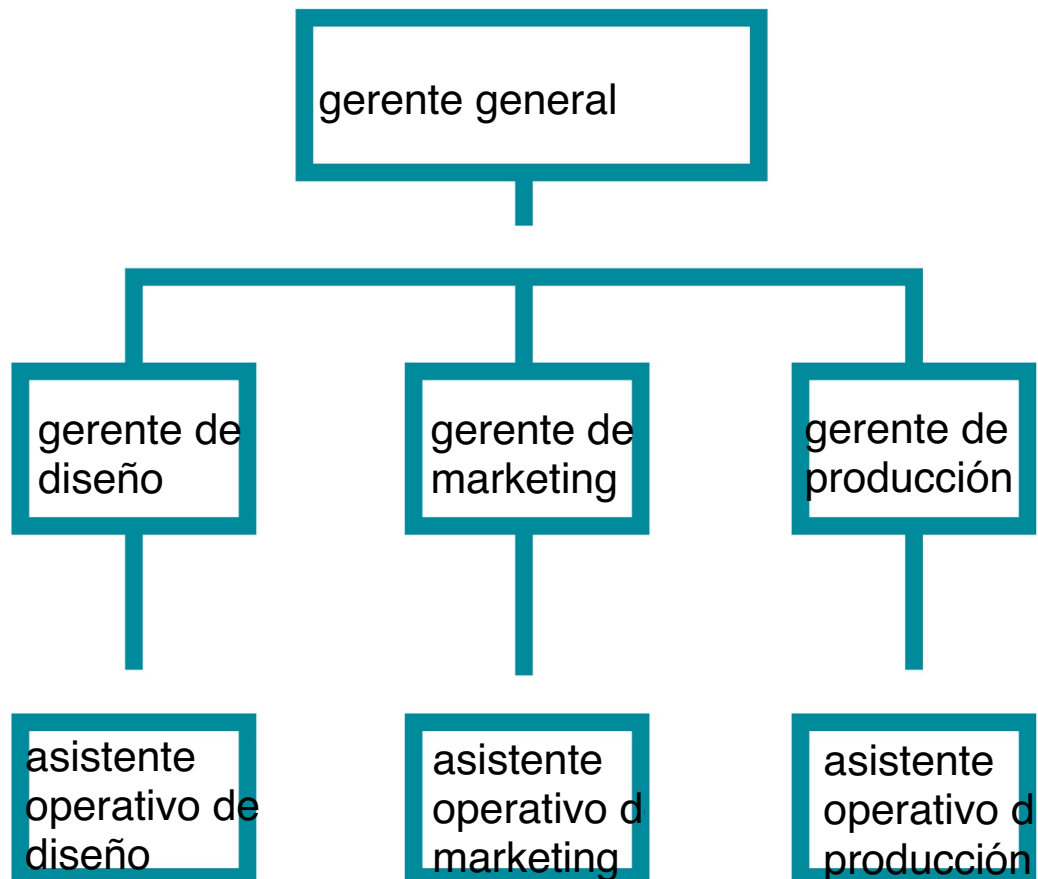 gerente general
gerente de
diseño
gerente de
marketing
gerente de
producción
asistente
operativo de
diseño
asistente
operativo d
marketing
asistente
operativo d
producción